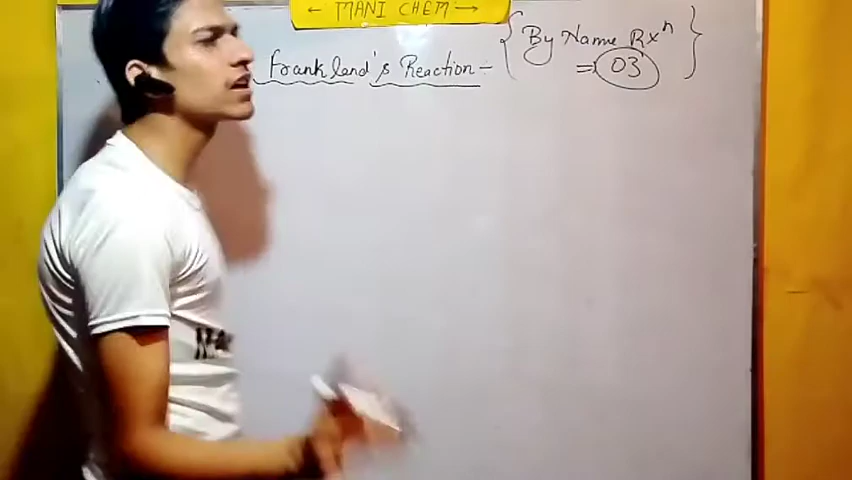 ← MANI CHEM →
Frankland's Reaction :-
{ By Name Rxⁿ }
⇒ 03